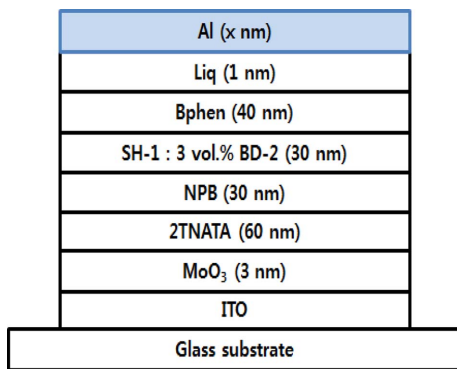 Al (x nm)
Liq (1 nm)
Bphen (40 nm)
SH-1 : 3 vol.% BD-2 (30 nm)
NPB (30 nm)
2TNATA (60 nm)
MoO₃ (3 nm)
ITO
Glass substrate